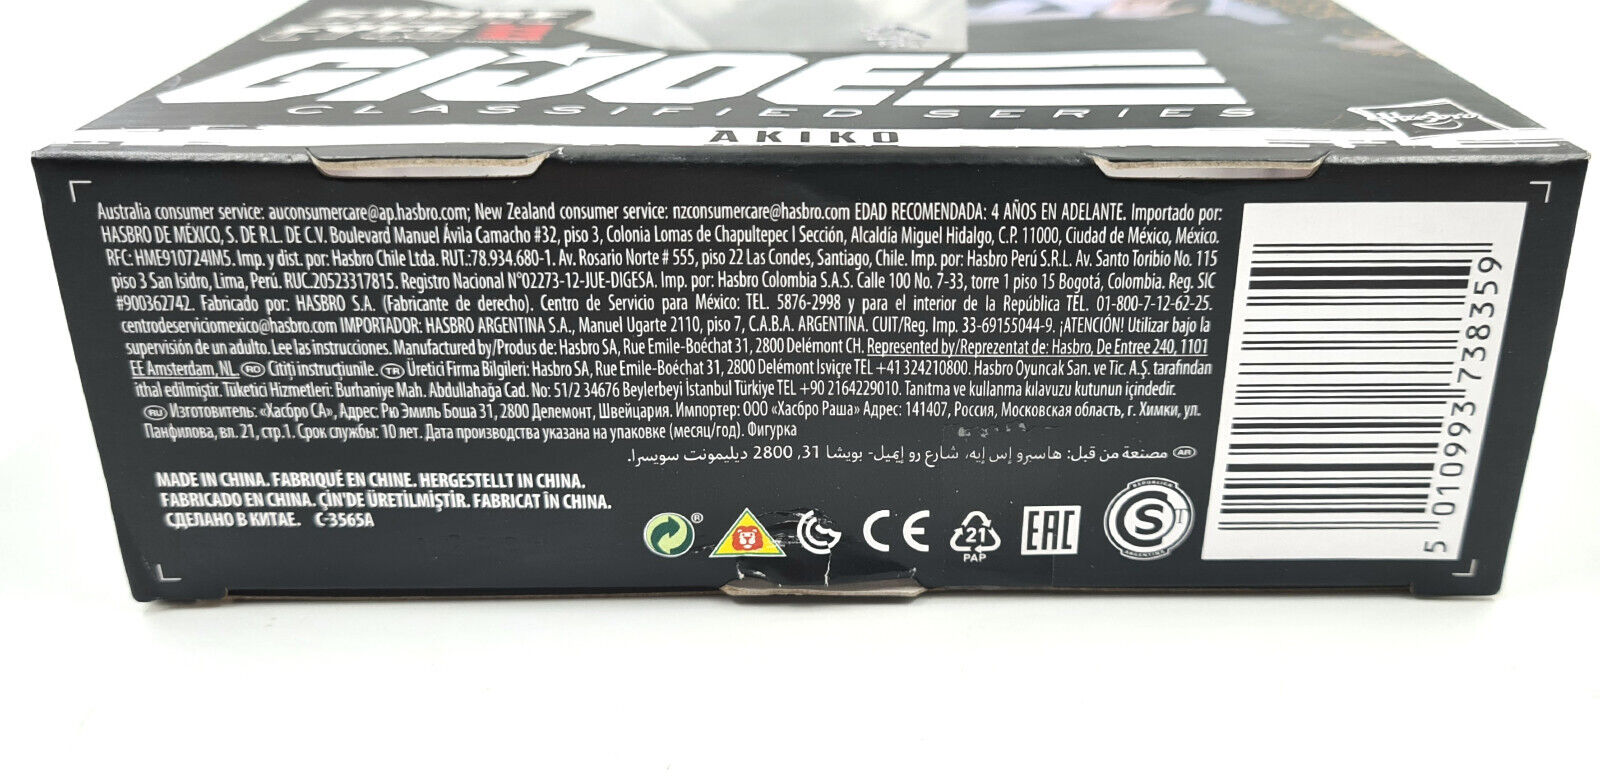 G.I. JOE
CLASSIFIED SERIES
AKIKO
Hasbro
Australia consumer service: auconsumercare@ap.hasbro.com; New Zealand consumer service: nzconsumercare@hasbro.com EDAD RECOMENDADA: 4 AÑOS EN ADELANTE. Importado por:
HASBRO DE MÉXICO, S. DE R.L. DE C.V. Boulevard Manuel Ávila Camacho #32, piso 3, Colonia Lomas de Chapultepec I Sección, Alcaldía Miguel Hidalgo, C.P. 11000, Ciudad de México, México.
RFC: HME910724IM5. Imp. y dist. por: Hasbro Chile Ltda. RUT.:78.934.680-1. Av. Rosario Norte # 555, piso 22 Las Condes, Santiago, Chile. Imp. por: Hasbro Perú S.R.L. Av. Santo Toribio No. 115
piso 3 San Isidro, Lima, Perú. RUC.20523317815. Registro Nacional N°02273-12-JUE-DIGESA. Imp. por: Hasbro Colombia S.A.S. Calle 100 No. 7-33, torre 1 piso 15 Bogotá, Colombia. Reg. SIC
#900362742. Fabricado por: HASBRO S.A. (Fabricante de derecho). Centro de Servicio para México: TEL. 5876-2998 y para el interior de la República TEL. 01-800-7-12-62-25.
centrodeserviciomexico@hasbro.com IMPORTADOR: HASBRO ARGENTINA S.A., Manuel Ugarte 2110, piso 7, C.A.B.A. ARGENTINA. CUIT/Reg. Imp. 33-69155044-9. ¡ATENCIÓN! Utilizar bajo la
supervisión de un adulto. Lee las instrucciones. Manufactured by/Produs de: Hasbro SA, Rue Emile-Boéchat 31, 2800 Delémont CH. Represented by/Reprezentat de: Hasbro, De Entree 240, 1101
EE Amsterdam, NL. RO Citiți instrucțiunile. TR Üretici Firma Bilgileri: Hasbro SA, Rue Emile-Boéchat 31, 2800 Delémont İsviçre TEL +41 324210800. Hasbro Oyuncak San. ve Tic. A.Ş. tarafından
ithal edilmiştir. Tüketici Hizmetleri: Burhaniye Mah. Abdullahağa Cad. No: 51/2 34676 Beylerbeyi İstanbul Türkiye TEL +90 2164229010. Tanıtma ve kullanma kılavuzu kutunun içindedir.
RU Изготовитель: «Хасбро СА», Адрес: Рю Эмиль Боша 31, 2800 Делемонт, Швейцария. Импортер: ООО «Хасбро Раша» Адрес: 141407, Россия, Московская область, г. Химки, ул.
Панфилова, вл. 21, стр.1. Срок службы: 10 лет. Дата производства указана на упаковке (месяц/год). Фигурка
AR مصنعة من قبل: هاسبرو إس إيه، شارع رو إيميل- بويشا 31, 2800 ديليمونت سويسرا.
MADE IN CHINA. FABRIQUÉ EN CHINE. HERGESTELLT IN CHINA.
FABRICADO EN CHINA. ÇİN'DE ÜRETİLMİŞTİR. FABRICAT ÎN CHINA.
СДЕЛАНО В КИТАЕ. C-3565A
® CE 21 PAP EAC REPUBLICA S ARGENTINA
5 010993 738359